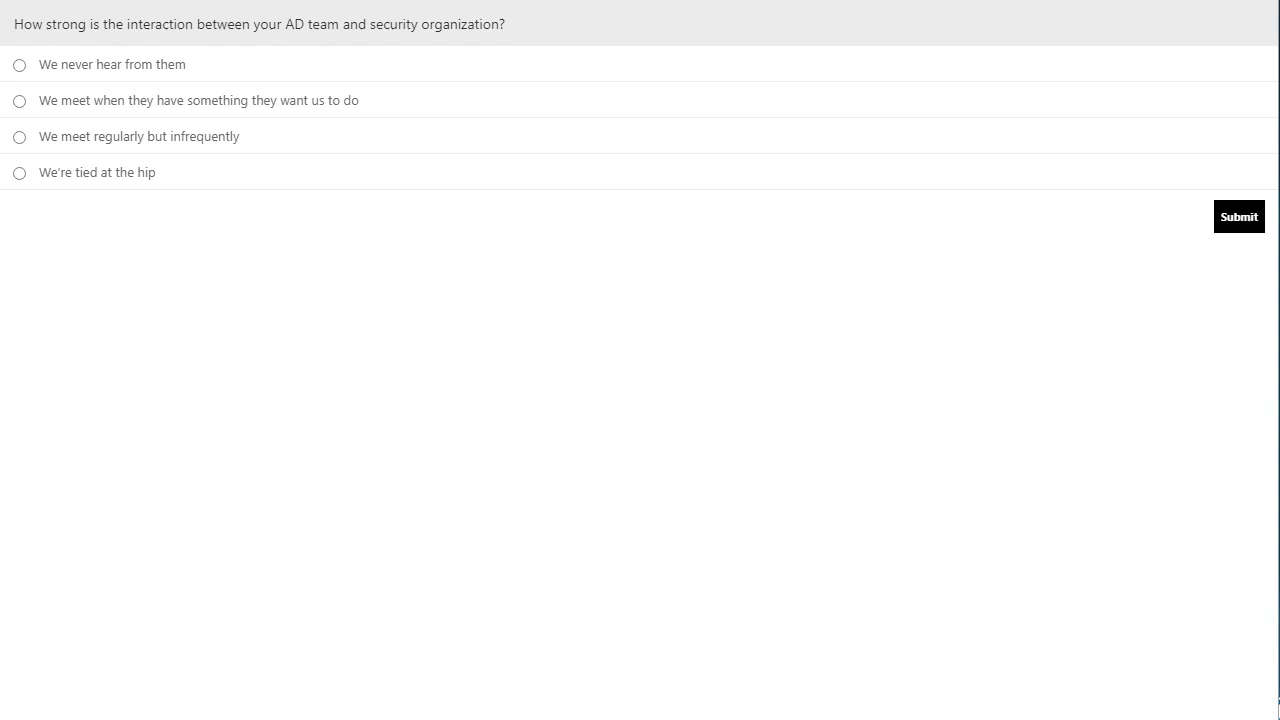 How strong is the interaction between your AD team and security organization?
We never hear from them
We meet when they have something they want us to do
We meet regularly but infrequently
We're tied at the hip
Submit